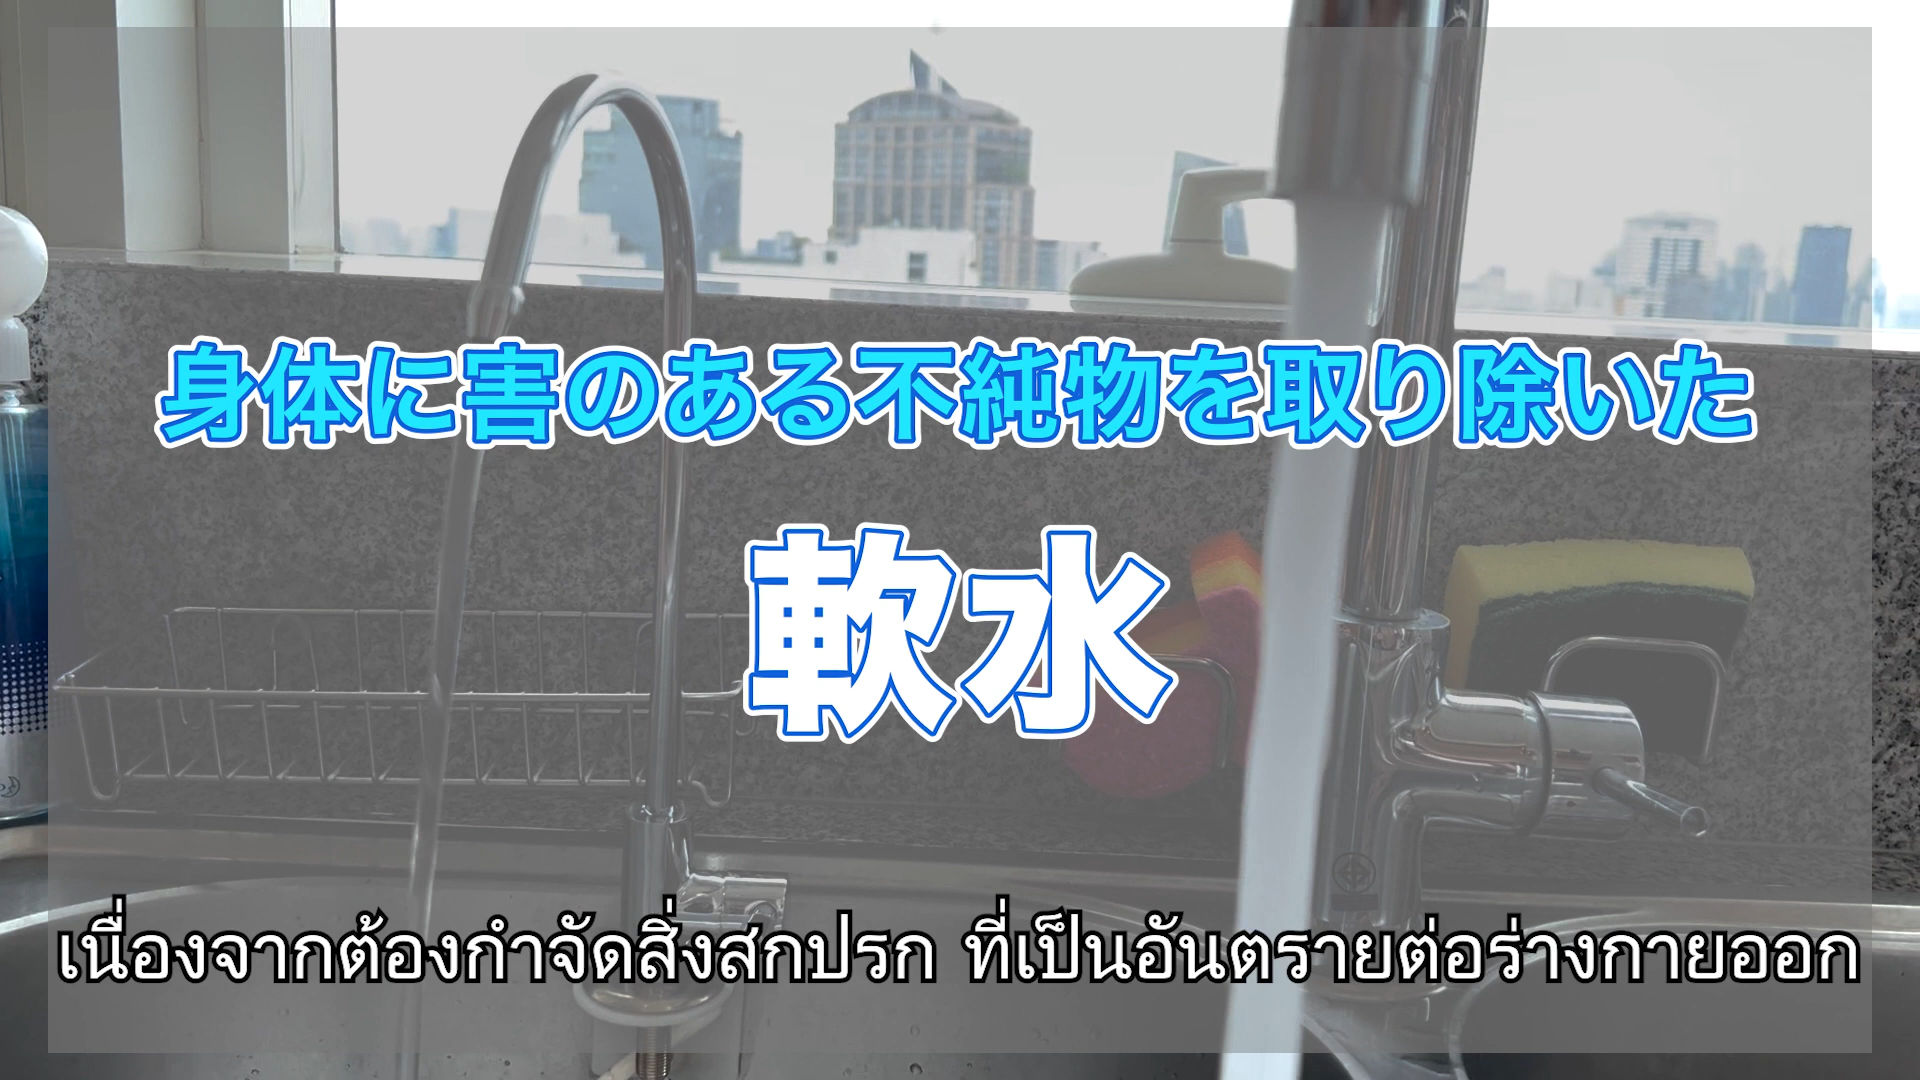 身体に害のある不純物を取り除いた
軟水
เนื่องจากต้องกำจัดสิ่งสกปรก ที่เป็นอันตรายต่อร่างกายออก